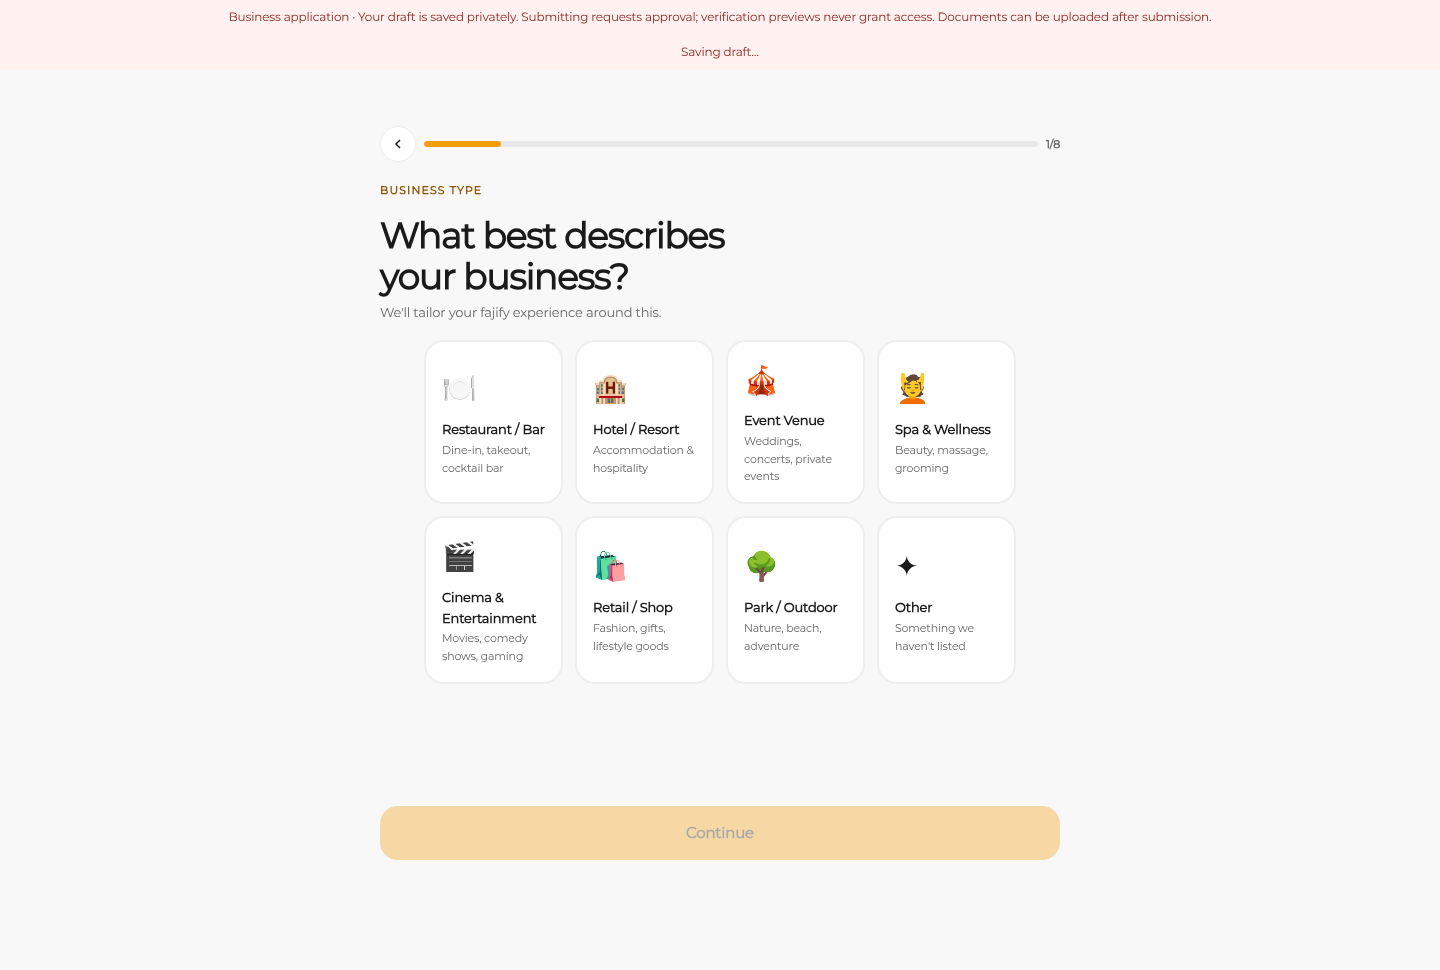 Business application · Your draft is saved privately. Submitting requests approval; verification previews never grant access. Documents can be uploaded after submission.
Saving draft...
1/8
BUSINESS TYPE
What best describes
your business?
We'll tailor your fajify experience around this.
Restaurant / Bar
Dine-in, takeout,
cocktail bar
Hotel / Resort
Accommodation &
hospitality
Event Venue
Weddings,
concerts, private
events
Spa & Wellness
Beauty, massage,
grooming
Cinema &
Entertainment
Movies, comedy
shows, gaming
Retail / Shop
Fashion, gifts,
lifestyle goods
Park / Outdoor
Nature, beach,
adventure
Other
Something we
haven't listed
Continue